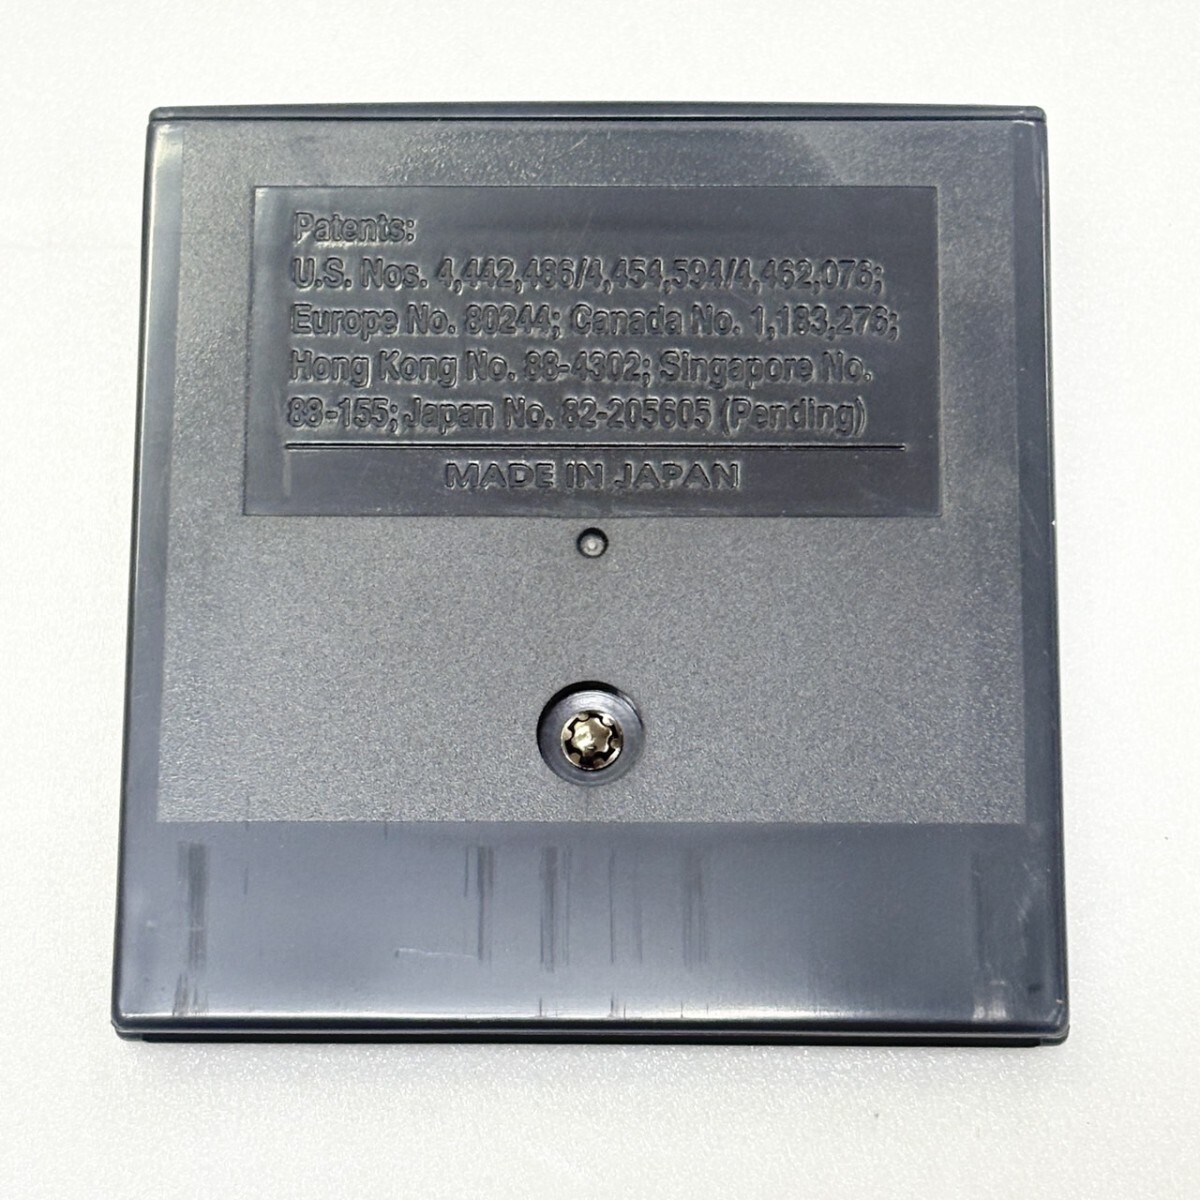 Patents:
U.S. Nos. 4,442,486/4,454,594/4,462,076;
Europe No. 80244; Canada No. 1,183,276;
Hong Kong No. 88-4302; Singapore No.
88-155; Japan No. 82-205605 (Pending)
MADE IN JAPAN